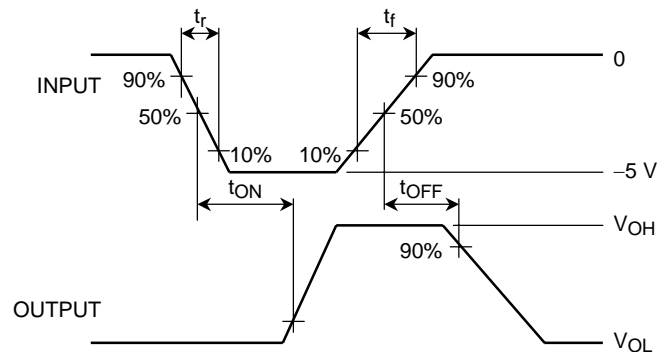 tr
tf
0
INPUT
90%
90%
50%
50%
10%
10%
tON
tOFF
–5 V
VOH
90%
OUTPUT
VOL